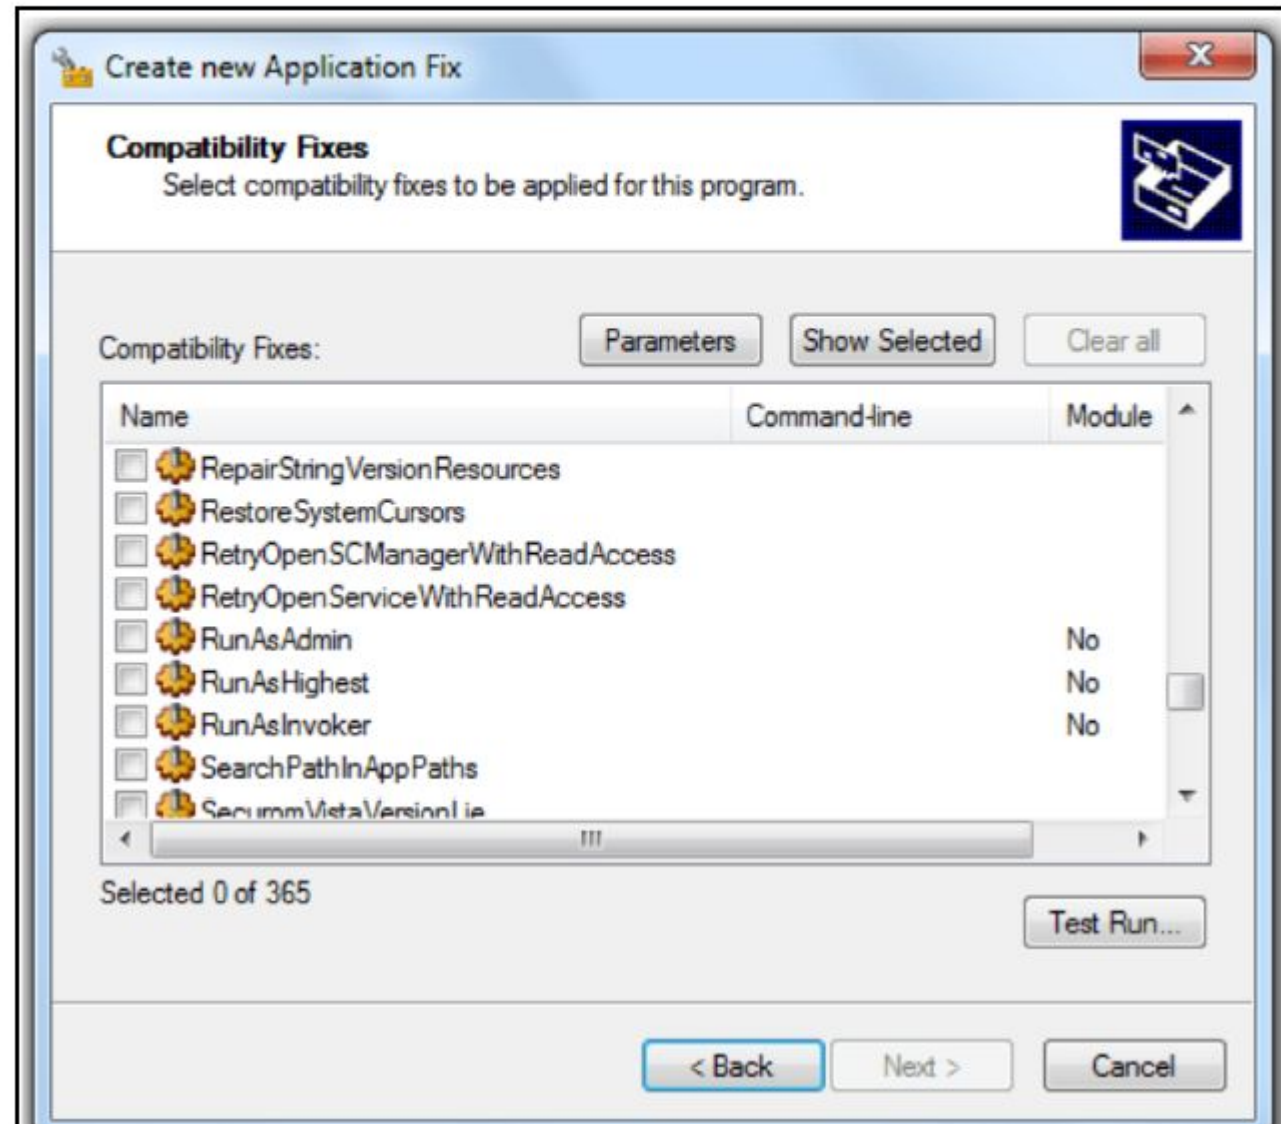 Create new Application Fix
Compatibility Fixes
Select compatibility fixes to be applied for this program.
Compatibility Fixes: Parameters Show Selected Clear all
Name Command-line Module
RepairStringVersionResources
RestoreSystemCursors
RetryOpenSCManagerWithReadAccess
RetryOpenServiceWithReadAccess
RunAsAdmin No
RunAsHighest No
RunAsInvoker No
SearchPathInAppPaths
SecuromVistaVersionLie
Selected 0 of 365
Test Run...
< Back Next > Cancel